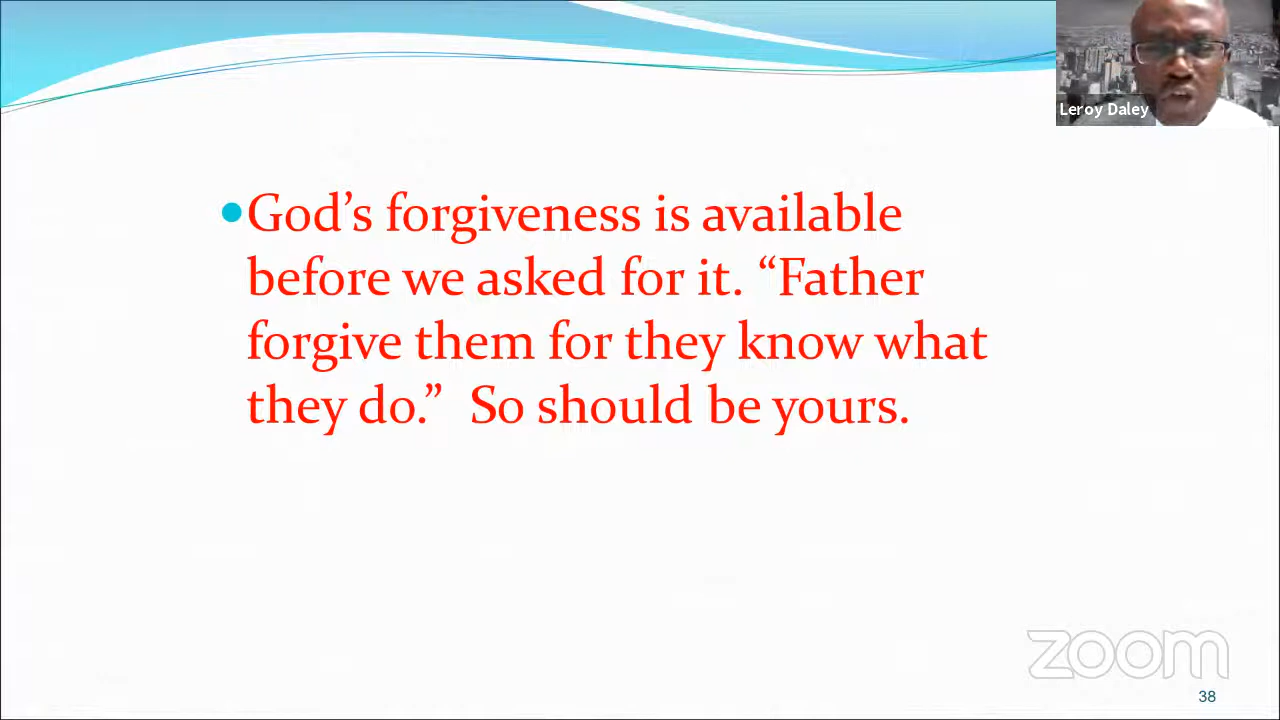 Leroy Daley
•God’s forgiveness is available
before we asked for it. “Father
forgive them for they know what
they do.” So should be yours.
zoom
38